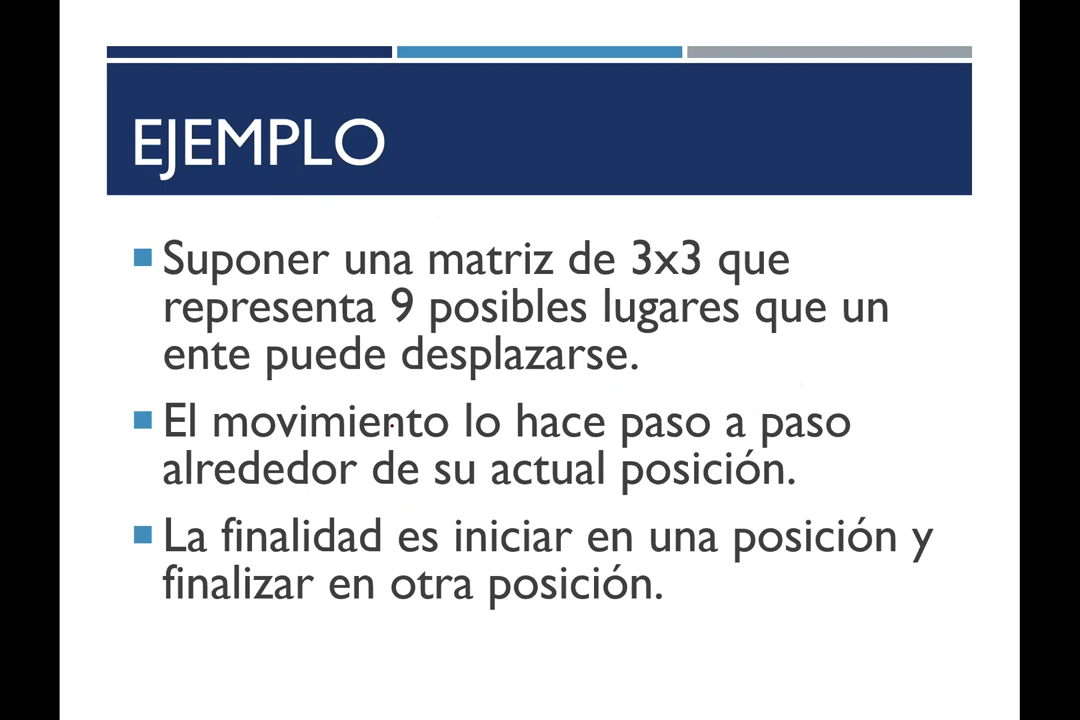 EJEMPLO
Suponer una matriz de 3x3 que
representa 9 posibles lugares que un
ente puede desplazarse.
El movimiento lo hace paso a paso
alrededor de su actual posición.
La finalidad es iniciar en una posición y
finalizar en otra posición.